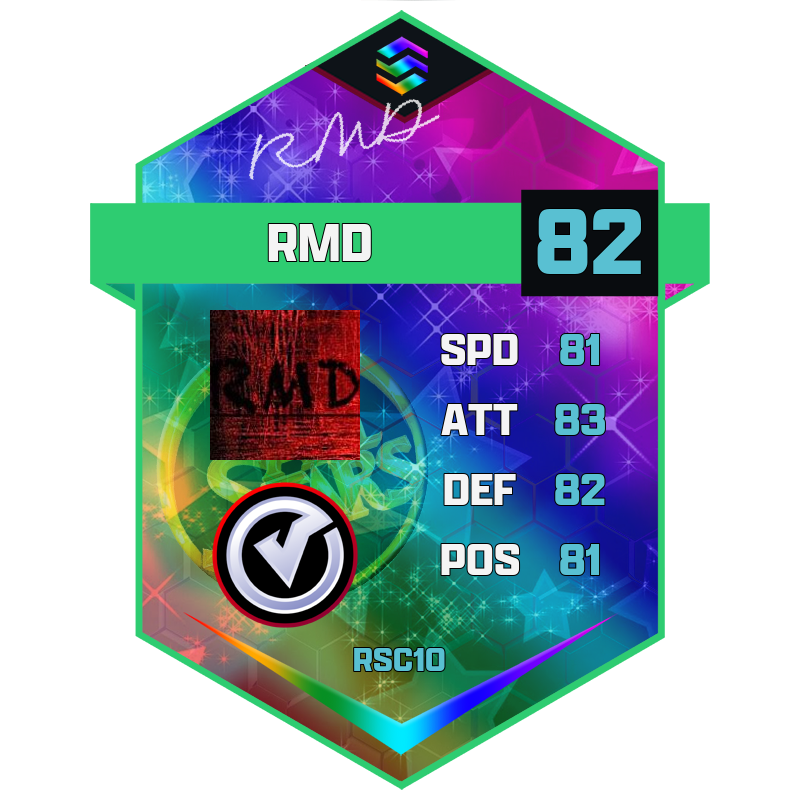 RMD
RMD
82
RMD
SPD 81
ATT 83
DEF 82
POS 81
RSC10